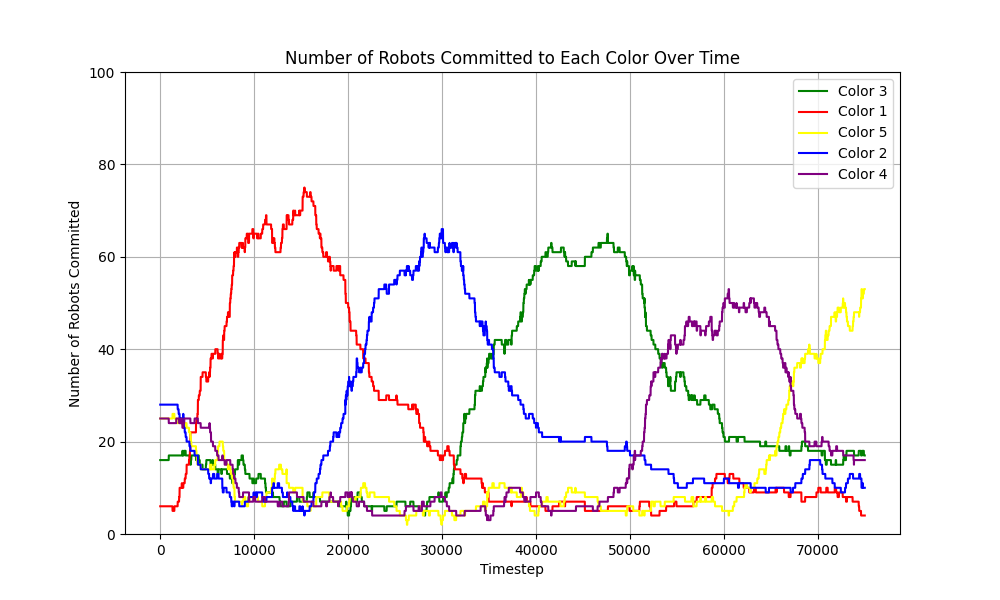 Number of Robots Committed to Each Color Over Time
Number of Robots Committed
100
80
60
40
20
0
Color 3
Color 1
Color 5
Color 2
Color 4
0 10000 20000 30000 40000 50000 60000 70000
Timestep